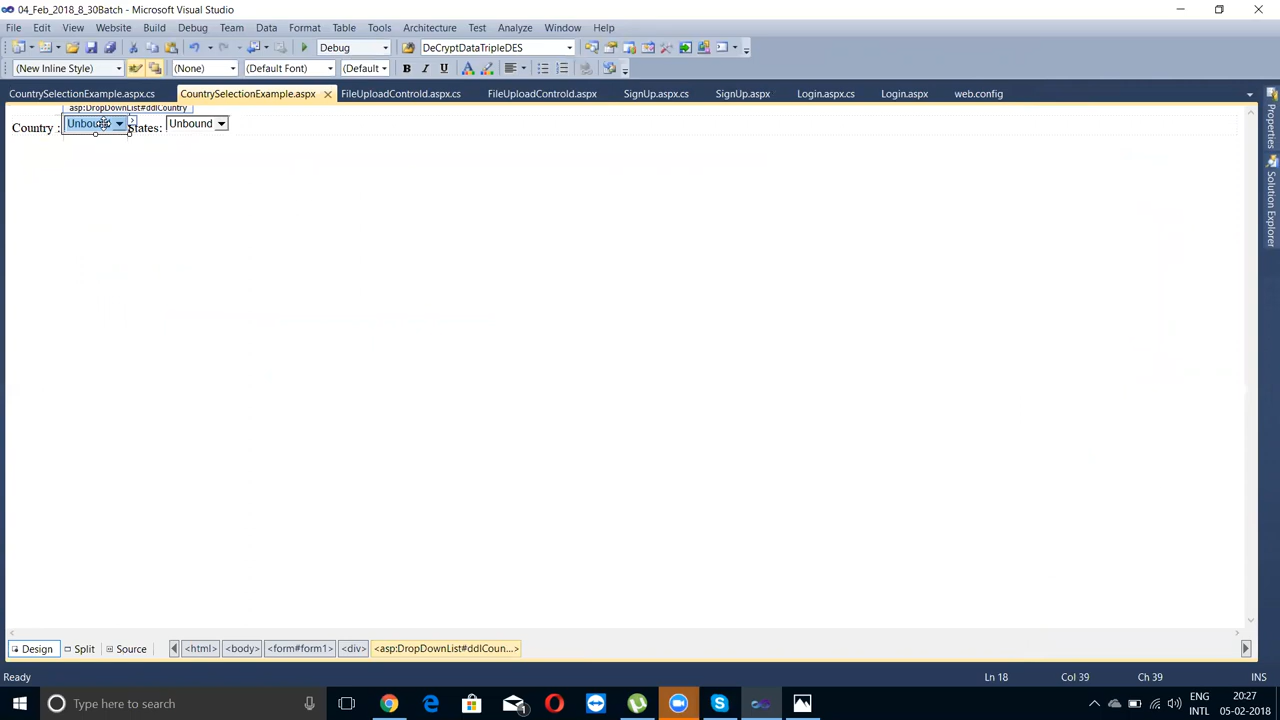 04_Feb_2018_8_30Batch - Microsoft Visual Studio
File Edit View Website Build Debug Team Data Format Table Tools Architecture Test Analyze Window Help
Debug DeCryptDataTripleDES
(New Inline Style) (None) (Default Font) (Default B I U A
CountrySelectionExample.aspx.cs CountrySelectionExample.aspx FileUploadControld.aspx.cs FileUploadControld.aspx SignUp.aspx.cs SignUp.aspx Login.aspx.cs Login.aspx web.config
asp:DropDownList#ddlCountry
Country : Unbound States: Unbound
Properties
Solution Explorer
Design Split Source <html> <body> <form#form1> <div> <asp:DropDownList#ddlCoun...>
Ready Ln 18 Col 39 Ch 39 INS
Type here to search
1
ENG 20:27
INTL 05-02-2018